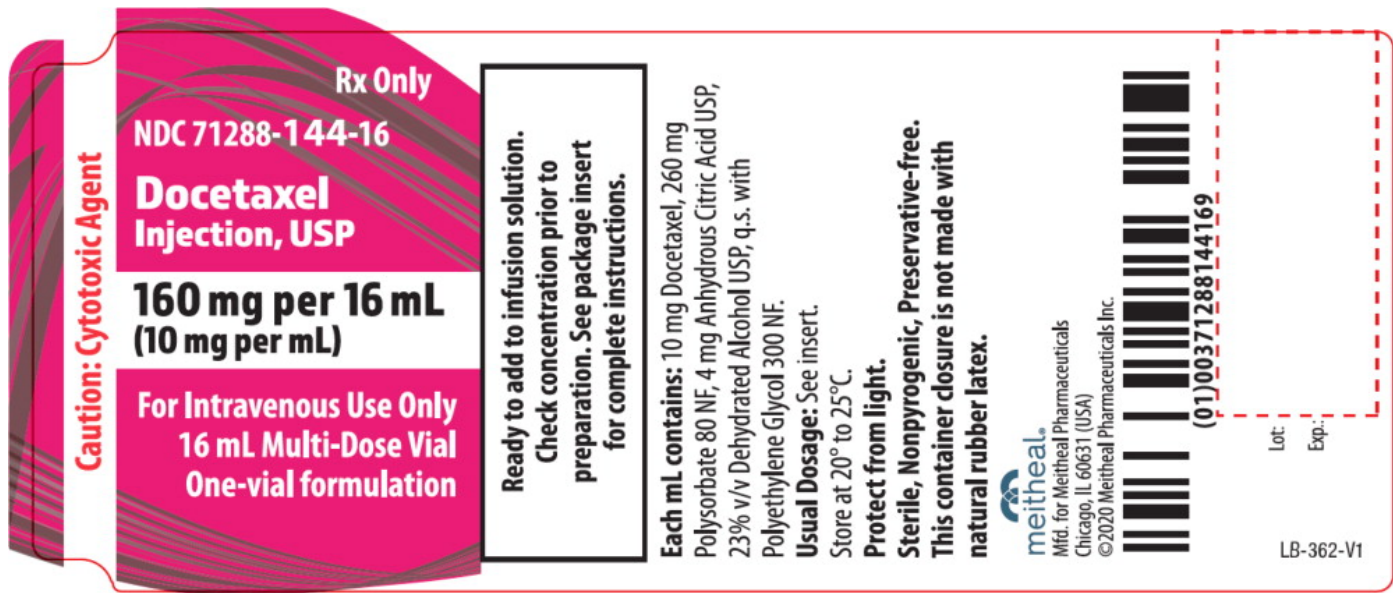 Caution: Cytotoxic Agent
Rx Only
NDC 71288-144-16
Docetaxel
Injection, USP
160 mg per 16 mL
(10 mg per mL)
For Intravenous Use Only
16 mL Multi-Dose Vial
One-vial formulation
Ready to add to infusion solution.
Check concentration prior to
preparation. See package insert
for complete instructions.
Each mL contains: 10 mg Docetaxel, 260 mg
Polysorbate 80 NF, 4 mg Anhydrous Citric Acid USP,
23% v/v Dehydrated Alcohol USP, q.s. with
Polyethylene Glycol 300 NF.
Usual Dosage: See insert.
Store at 20° to 25°C.
Protect from light.
Sterile, Nonpyrogenic, Preservative-free.
This container closure is not made with
natural rubber latex.
meitheal®
Mfd. for Meitheal Pharmaceuticals
Chicago, IL 60631 (USA)
©2020 Meitheal Pharmaceuticals Inc.
(01)00371288144169
Lot:
Exp.:
LB-362-V1